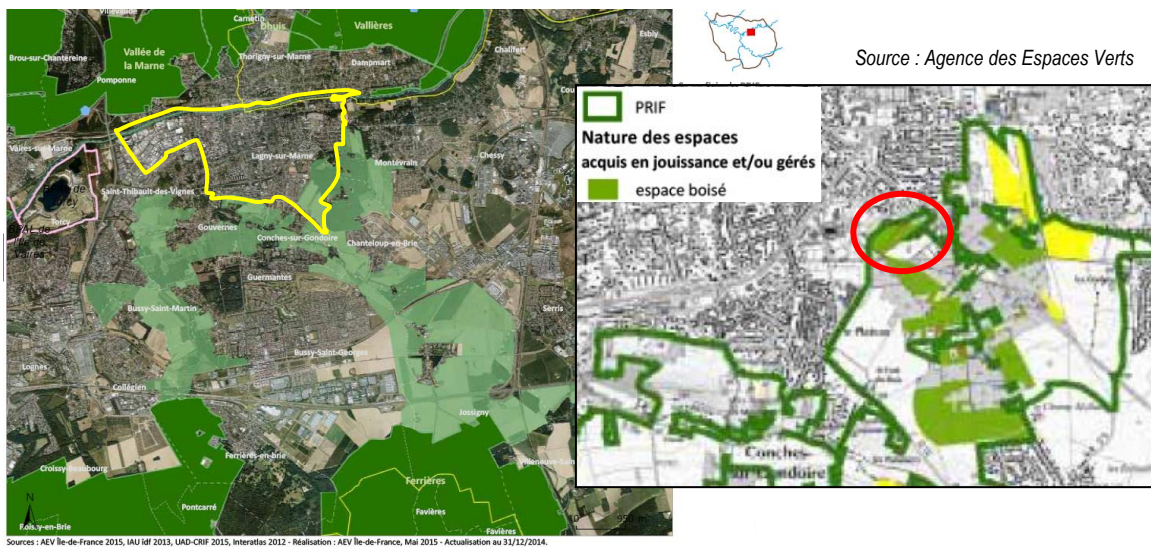 Villevaudé
Carnetin
Dhuis
Vallières
Brou-sur-Chantereine
Vallée de
la Marne
Thorigny-sur-Marne
Dampmart
Chalifert
Esbly
Pomponne
Vaires-sur-Marne
Lagny-sur-Marne
Montévrain
Chessy
Saint-Thibault-des-Vignes
Torcy
Vaires
Gouvernes
Conches-sur-Gondoire
Chanteloup-en-Brie
Guermantes
Serris
Bussy-Saint-Martin
Bussy-Saint-Georges
Lognes
Collégien
Jossigny
Ferrières-en-brie
Croissy-Beaubourg
Ferrières
N
Pontcarré
Favières
Favières
Source : Agence des Espaces Verts
PRIF
Nature des espaces
acquis en jouissance et/ou gérés
espace boisé
Conches-
Gondoire
Sources : AEV Île-de-France 2015, IAU îdf 2013, UAD-CRIF 2015, Interatlas 2012 - Réalisation : AEV Île-de-France, Mai 2015 - Actualisation au 31/12/2014.